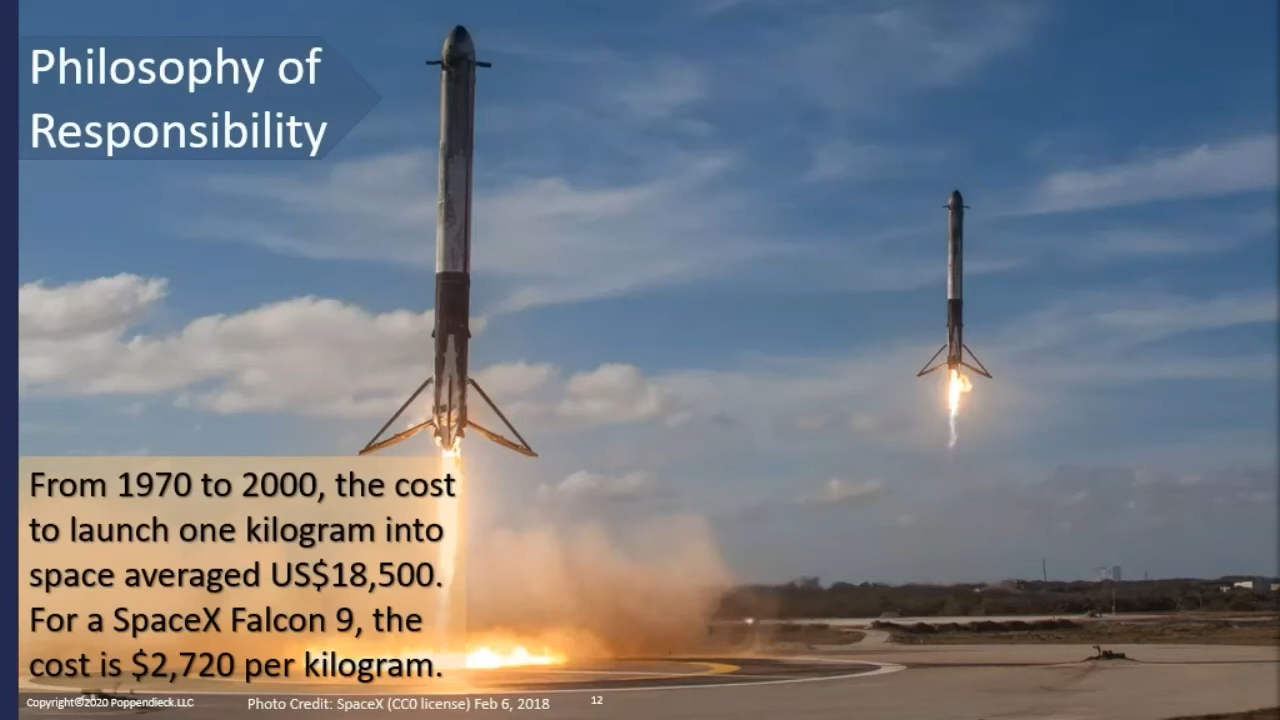 Philosophy of
Responsibility
From 1970 to 2000, the cost
to launch one kilogram into
space averaged US$18,500.
For a SpaceX Falcon 9, the
cost is $2,720 per kilogram.
Copyright©2020 Poppendieck.LLC
Photo Credit: SpaceX (CC0 license) Feb 6, 2018
12